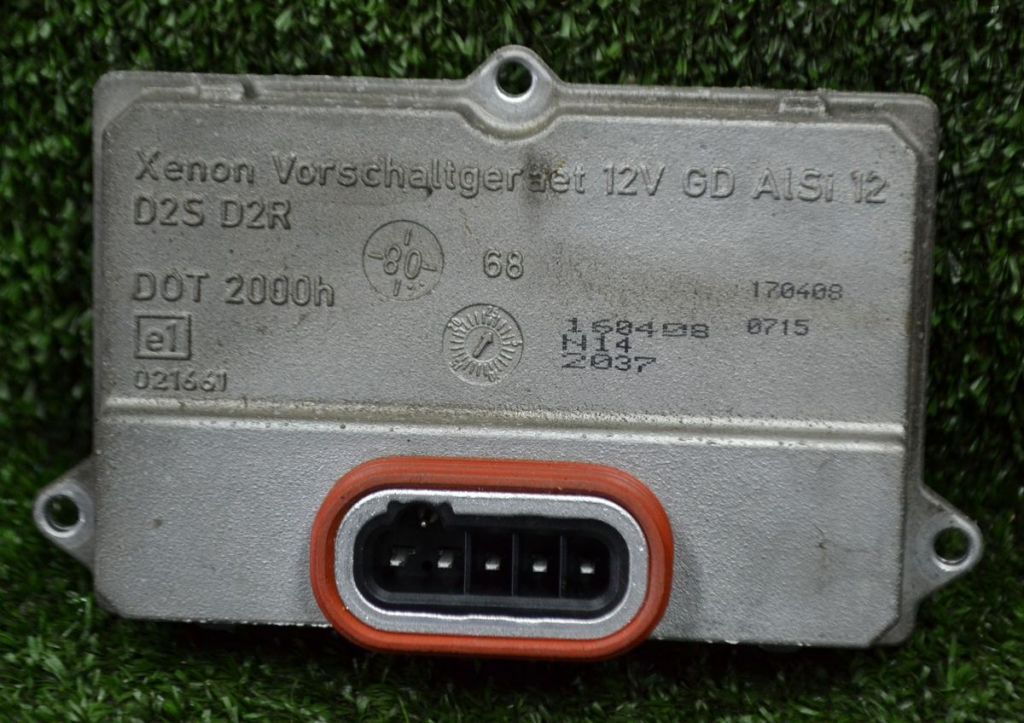 Xenon Vorschaltgeraet 12V GD AlSi 12
D2S D2R
80
68
DOT 2000h
e1
021661
170408
0715
160408
N14
2037